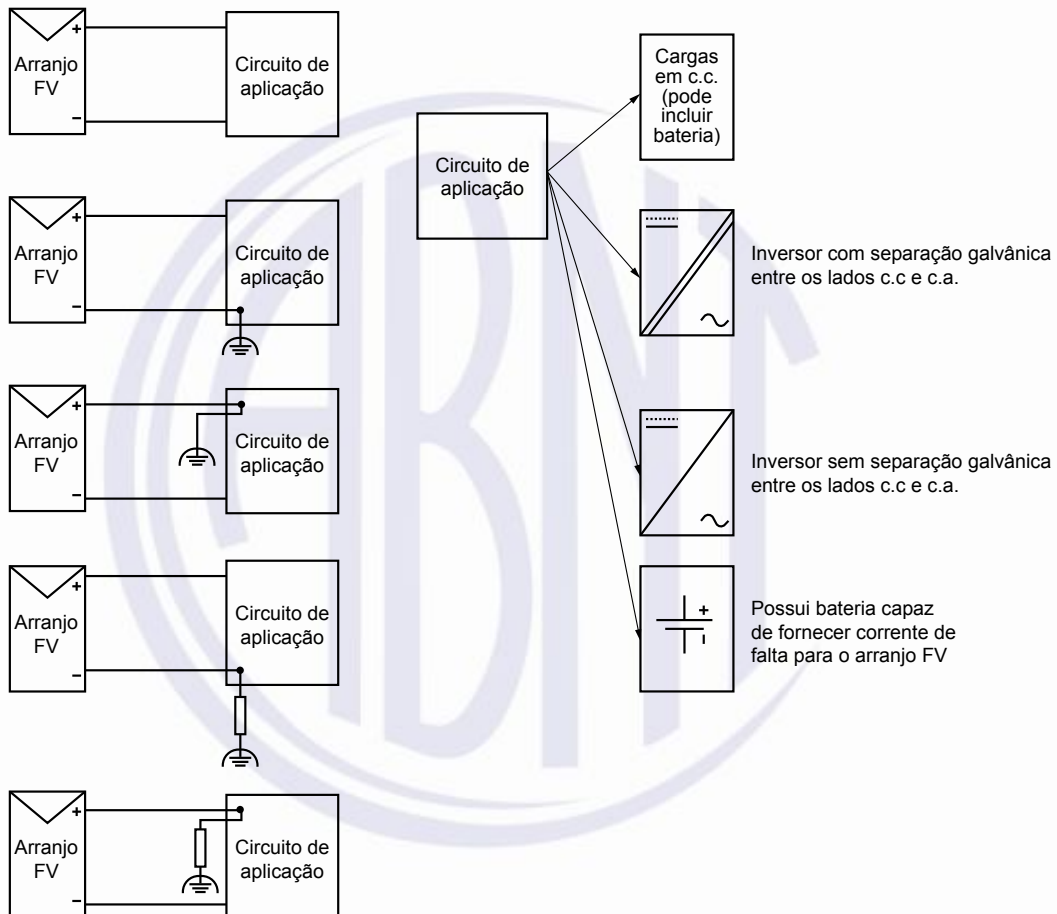 +
Arranjo
FV
−
Circuito de
aplicação
+
Arranjo
FV
−
Circuito de
aplicação
+
Arranjo
FV
−
Circuito de
aplicação
+
Arranjo
FV
−
Circuito de
aplicação
+
Arranjo
FV
−
Circuito de
aplicação
Circuito de
aplicação
Cargas
em c.c.
(pode
incluir
bateria)
Inversor com separação galvânica
entre os lados c.c e c.a.
Inversor sem separação galvânica
entre os lados c.c e c.a.
+
Possui bateria capaz
de fornecer corrente de
falta para o arranjo FV
ABNT